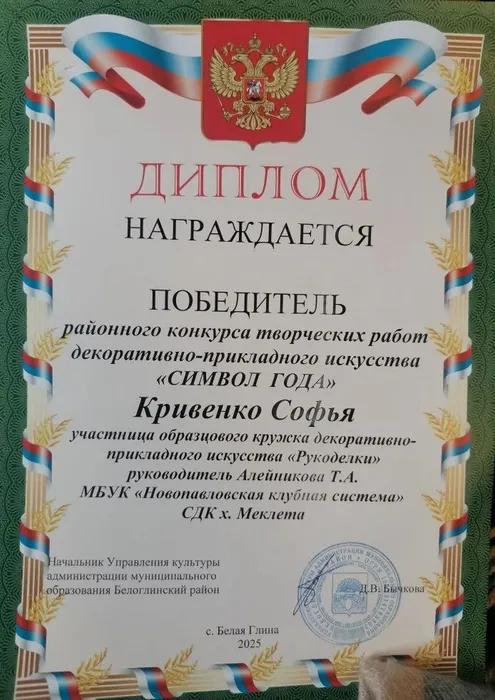 ДИПЛОМ
НАГРАЖДАЕТСЯ
ПОБЕДИТЕЛЬ
районного конкурса творческих работ
декоративно-прикладного искусства
«СИМВОЛ ГОДА»
Кривенко Софья
участница образцового кружка декоративно-
прикладного искусства «Рукоделки»
руководитель Алейникова Т.А.
МБУК «Новопавловская клубная система»
СДК х. Меклета
Начальник Управления культуры
администрации муниципального
образования Белоглинский район
Д.В. Бычкова
с. Белая Глина
2025